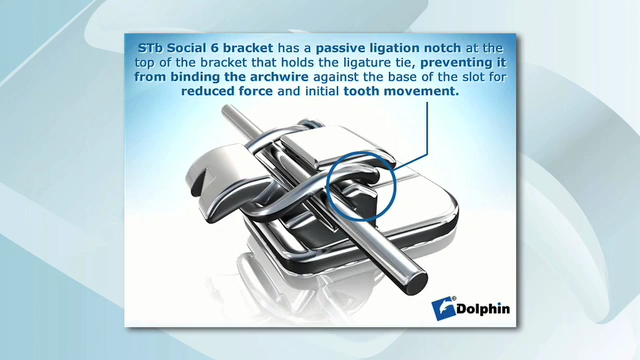 STb Social 6 bracket has a passive ligation notch at the
top of the bracket that holds the ligature tie, preventing it
from binding the archwire against the base of the slot for
reduced force and initial tooth movement.
Dolphin